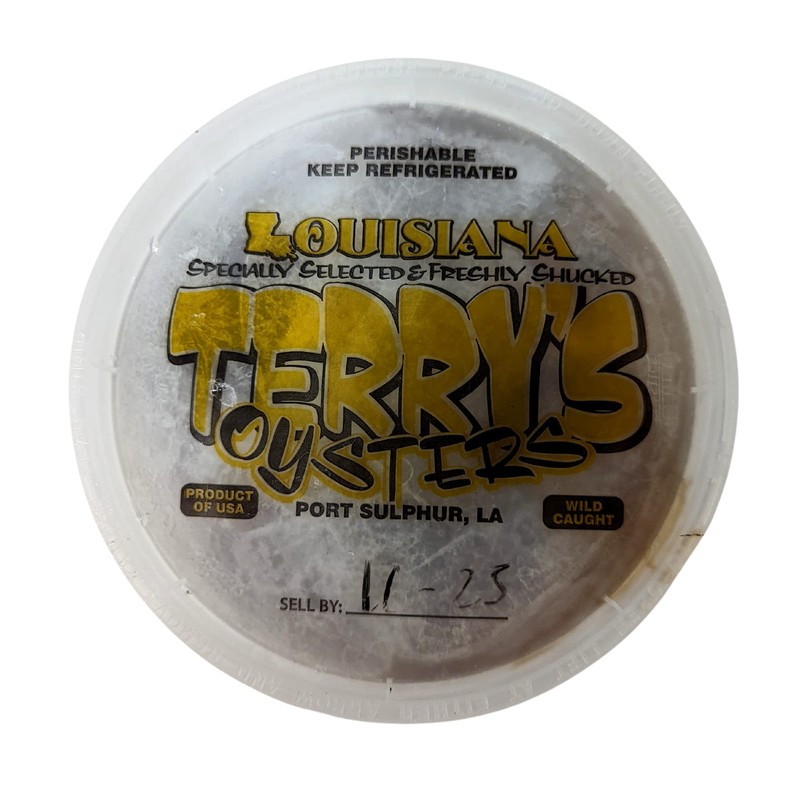 PERISHABLE
KEEP REFRIGERATED
LOUISIANA
SPECIALLY SELECTED & FRESHLY SHUCKED
TERRY'S
OYSTERS
PRODUCT
OF USA
PORT SULPHUR, LA
WILD
CAUGHT
SELL BY: 11-23